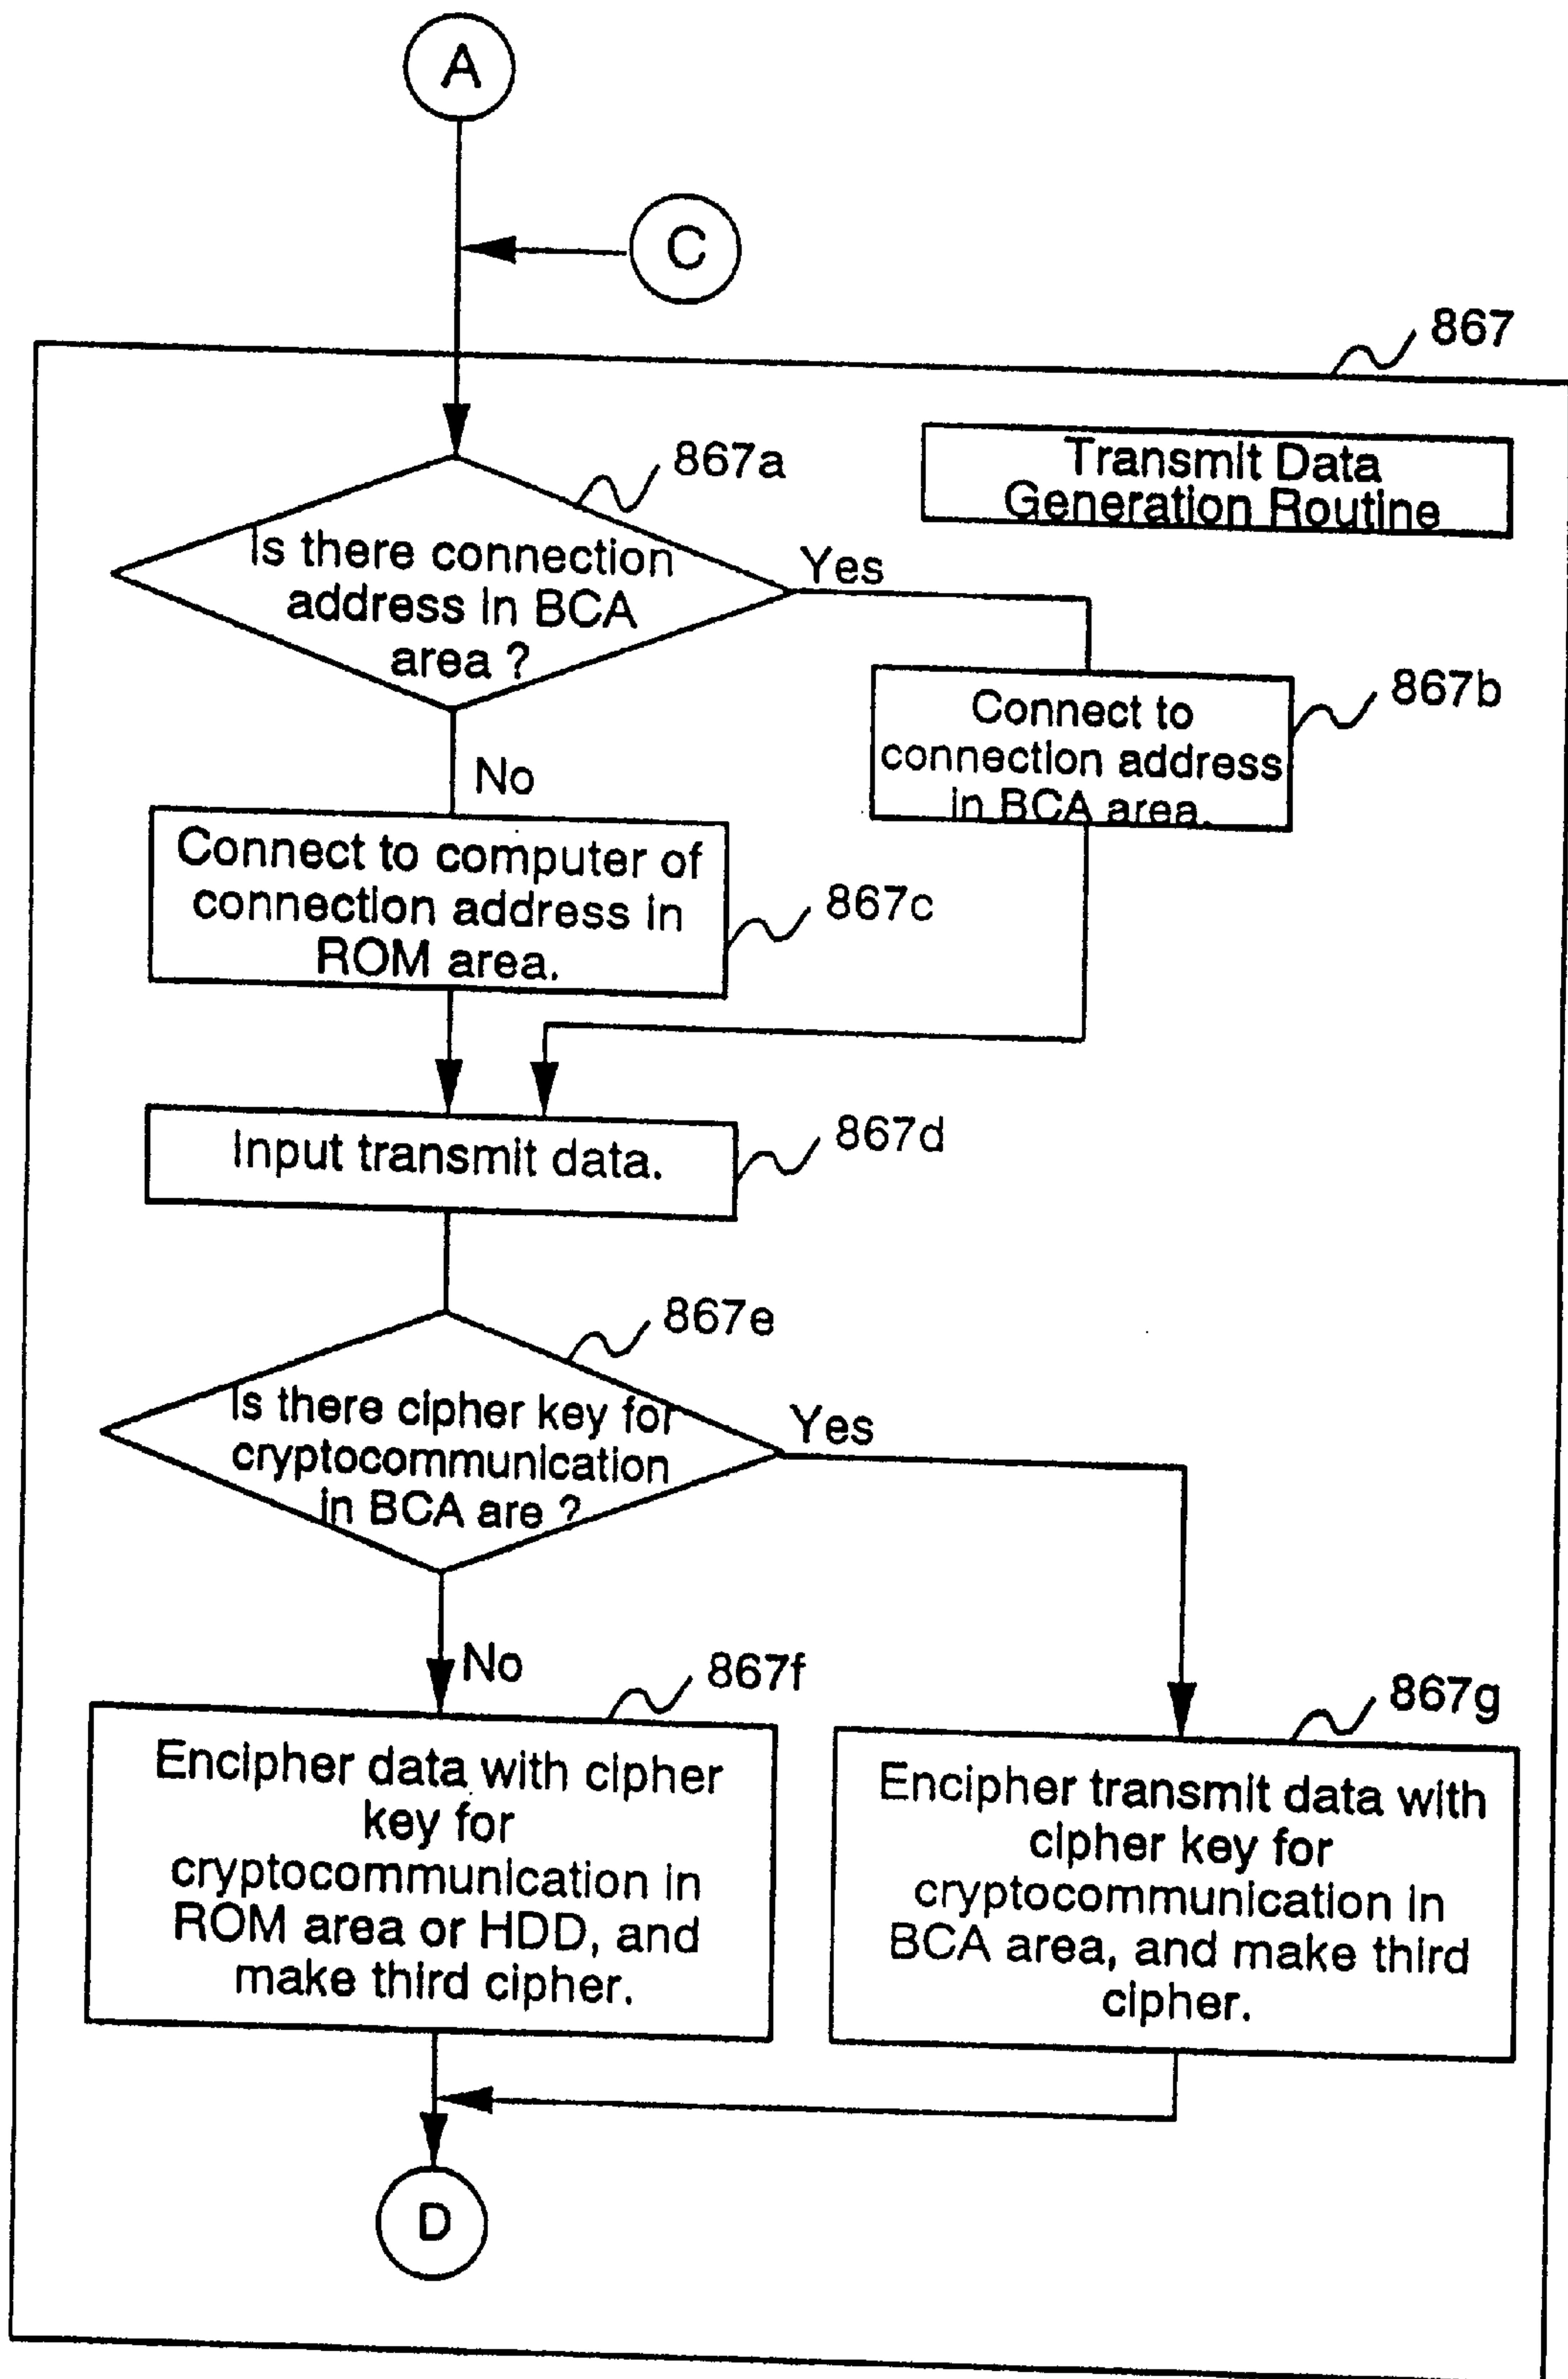 A
C
867
Transmit Data
Generation Routine
867a
Is there connection
address in BCA
area ?
Yes
867b
Connect to
connection address
in BCA area.
No
Connect to computer of
connection address in
ROM area.
867c
Input transmit data.
867d
867e
Is there cipher key for
cryptocommunication
in BCA are ?
Yes
No
867f
Encipher data with cipher
key for
cryptocommunication in
ROM area or HDD, and
make third cipher.
867g
Encipher transmit data with
cipher key for
cryptocommunication in
BCA area, and make third
cipher.
D